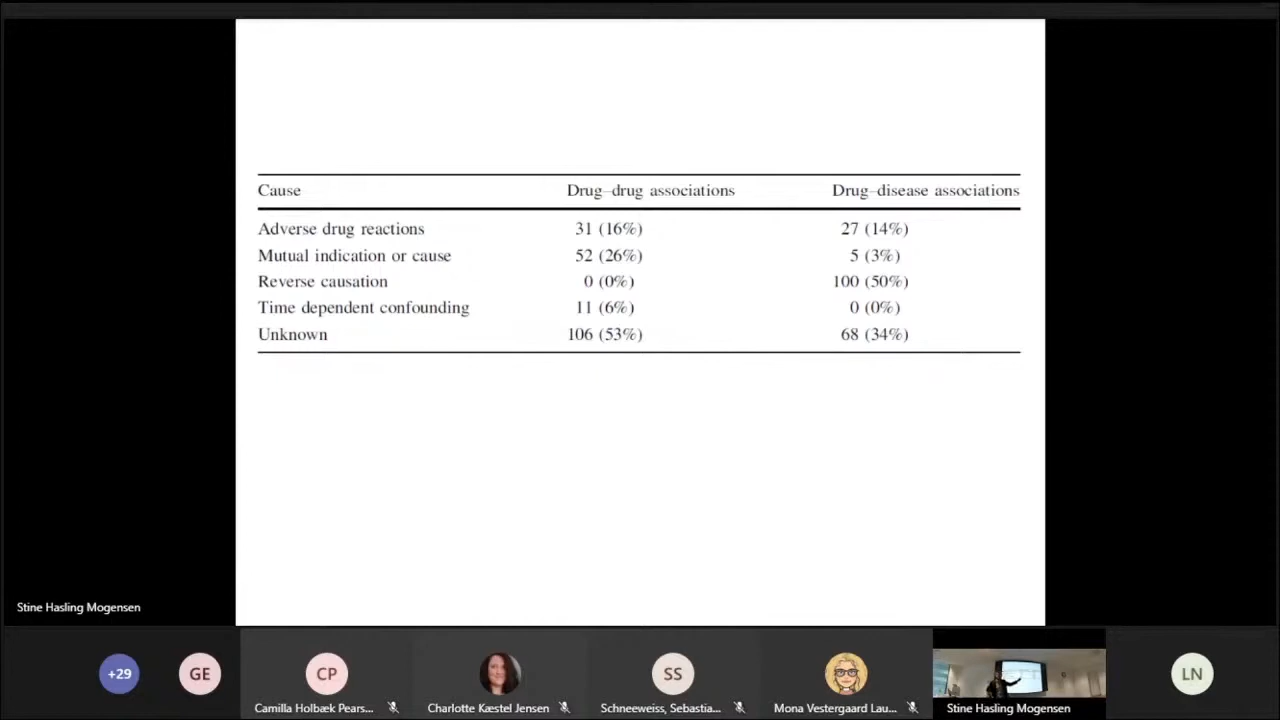 Cause Drug–drug associations Drug–disease associations
Adverse drug reactions 31 (16%) 27 (14%)
Mutual indication or cause 52 (26%) 5 (3%)
Reverse causation 0 (0%) 100 (50%)
Time dependent confounding 11 (6%) 0 (0%)
Unknown 106 (53%) 68 (34%)
Stine Hasling Mogensen
+29 GE CP SS LN
Camilla Holbæk Pears... Charlotte Kæstel Jensen Schneeweiss, Sebastia... Mona Vestergaard Lau... Stine Hasling Mogensen